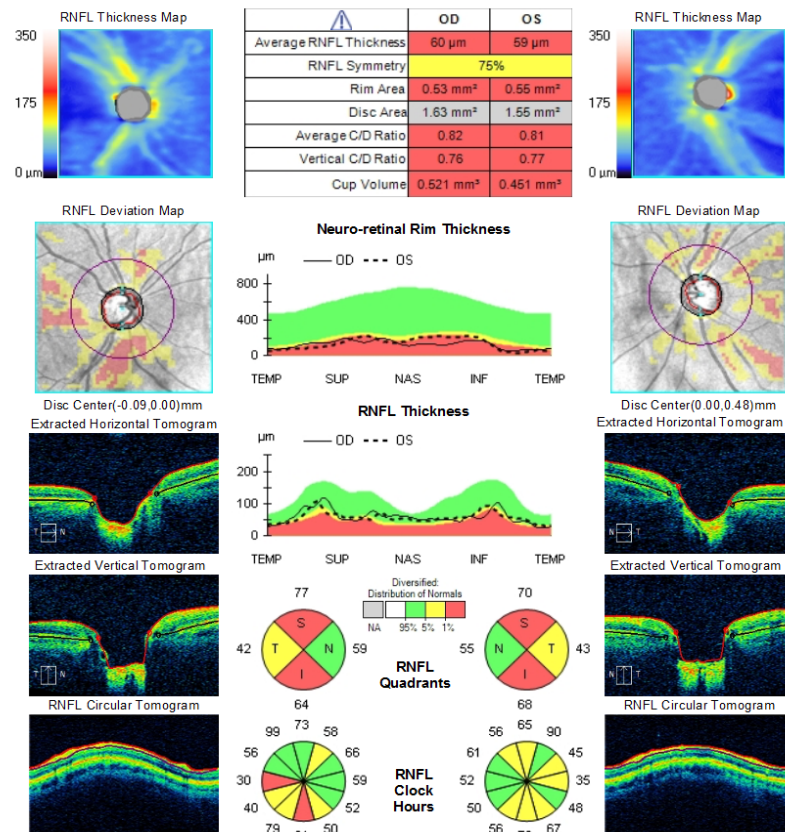 RNFL Thickness Map
OD OS
RNFL Thickness Map
350
175
0 µm
Average RNFL Thickness 60 µm 59 µm
RNFL Symmetry 75%
Rim Area 0.53 mm² 0.55 mm²
Disc Area 1.63 mm² 1.55 mm²
Average C/D Ratio 0.82 0.81
Vertical C/D Ratio 0.76 0.77
Cup Volume 0.521 mm³ 0.451 mm³
350
175
0 µm
RNFL Deviation Map
Disc Center(-0.09,0.00)mm
Neuro-retinal Rim Thickness
µm
OD OS
800
400
0
TEMP SUP NAS INF TEMP
RNFL Deviation Map
Disc Center(0.00,0.48)mm
Extracted Horizontal Tomogram
T N
RNFL Thickness
µm
OD OS
200
100
0
TEMP SUP NAS INF TEMP
Extracted Horizontal Tomogram
T N
Extracted Vertical Tomogram
I
Diversified:
Distribution of Normals
NA 95% 5% 1%
77
S
42 T N 59
I
64
RNFL
Quadrants
70
S
55 N T 43
I
68
Extracted Vertical Tomogram
I
RNFL Circular Tomogram
99 73 58
56 66
30 59
40 52
79 50
RNFL
Clock
Hours
56 65 90
61 45
52 35
50 48
56 67
RNFL Circular Tomogram